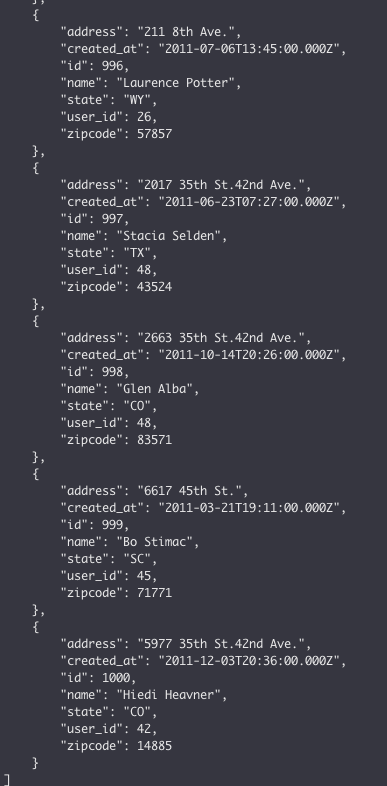 },
{
"address": "211 8th Ave.",
"created_at": "2011-07-06T13:45:00.000Z",
"id": 996,
"name": "Laurence Potter",
"state": "WY",
"user_id": 26,
"zipcode": 57857
},
{
"address": "2017 35th St.42nd Ave.",
"created_at": "2011-06-23T07:27:00.000Z",
"id": 997,
"name": "Stacia Selden",
"state": "TX",
"user_id": 48,
"zipcode": 43524
},
{
"address": "2663 35th St.42nd Ave.",
"created_at": "2011-10-14T20:26:00.000Z",
"id": 998,
"name": "Glen Alba",
"state": "CO",
"user_id": 48,
"zipcode": 83571
},
{
"address": "6617 45th St.",
"created_at": "2011-03-21T19:11:00.000Z",
"id": 999,
"name": "Bo Stimac",
"state": "SC",
"user_id": 45,
"zipcode": 71771
},
{
"address": "5977 35th St.42nd Ave.",
"created_at": "2011-12-03T20:36:00.000Z",
"id": 1000,
"name": "Hiedi Heavner",
"state": "CO",
"user_id": 42,
"zipcode": 14885
}
]